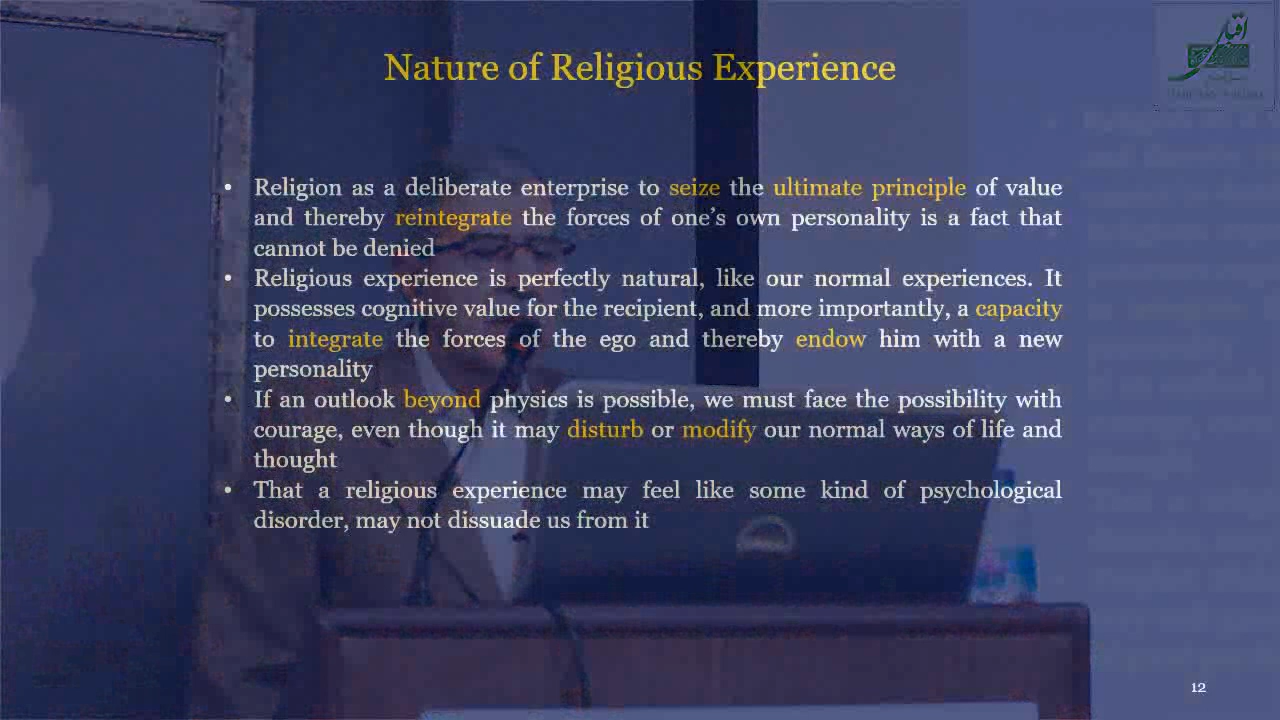 Nature of Religious Experience
اقبال
• Religion as a deliberate enterprise to seize the ultimate principle of value
and thereby reintegrate the forces of one’s own personality is a fact that
cannot be denied
• Religious experience is perfectly natural, like our normal experiences. It
possesses cognitive value for the recipient, and more importantly, a capacity
to integrate the forces of the ego and thereby endow him with a new
personality
• If an outlook beyond physics is possible, we must face the possibility with
courage, even though it may disturb or modify our normal ways of life and
thought
• That a religious experience may feel like some kind of psychological
disorder, may not dissuade us from it
12